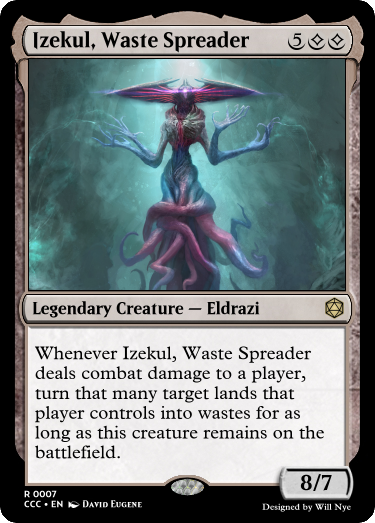 Izekul, Waste Spreader 5
Legendary Creature — Eldrazi
Whenever Izekul, Waste Spreader
deals combat damage to a player,
turn that many target lands that
player controls into wastes for as
long as this creature remains on the
battlefield.
8/7
R 0007
CCC • EN DAVID EUGENE
Designed by Will Nye